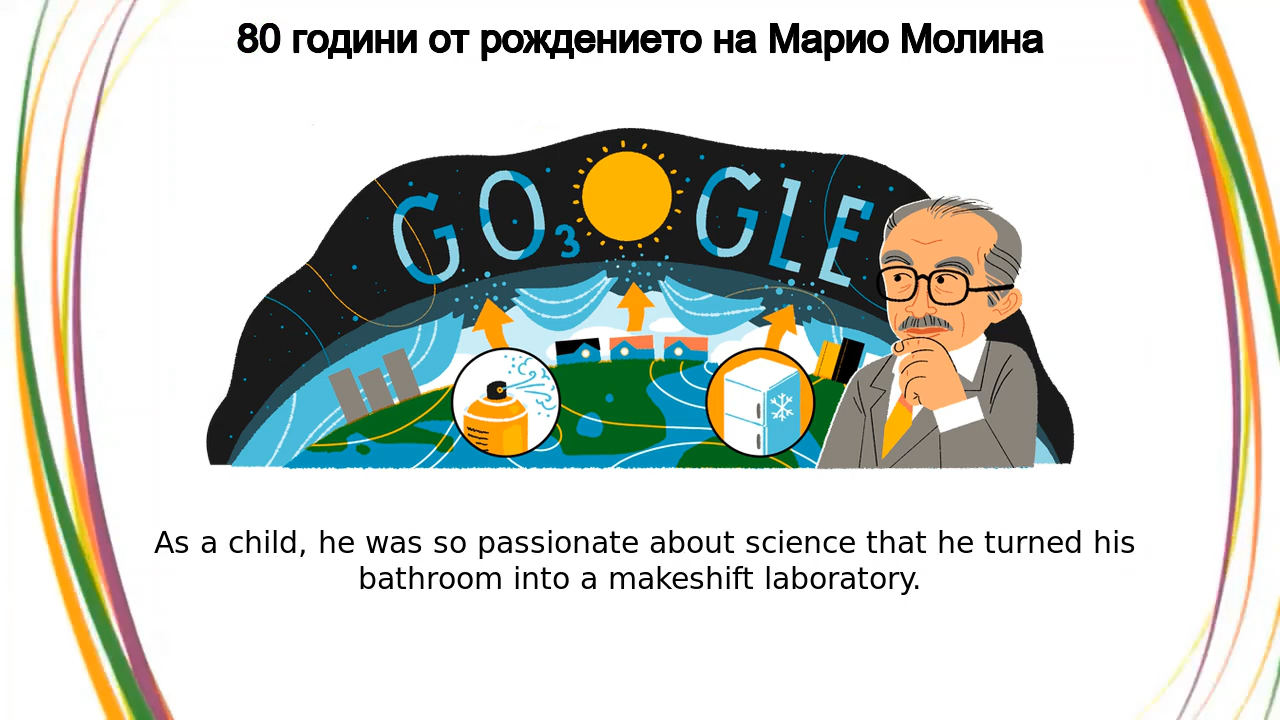 80 години от рождението на Марио Молина
GO3GLE
As a child, he was so passionate about science that he turned his
bathroom into a makeshift laboratory.